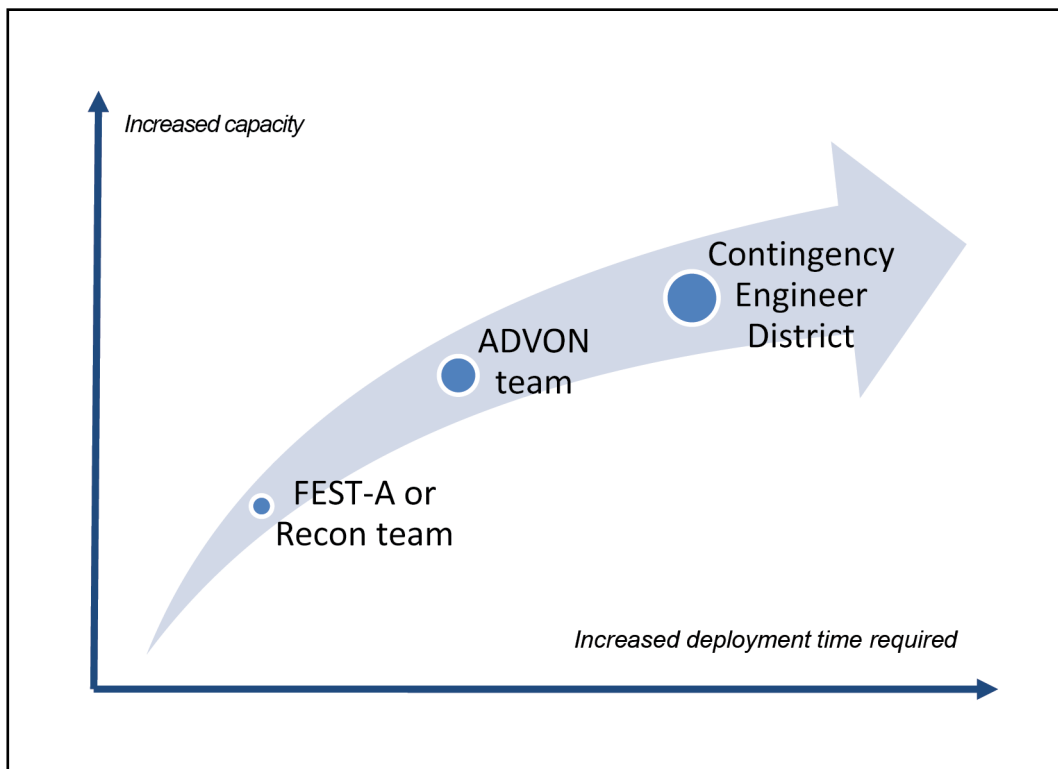 Increased capacity
Contingency
Engineer
District
ADVON
team
FEST-A or
Recon team
Increased deployment time required